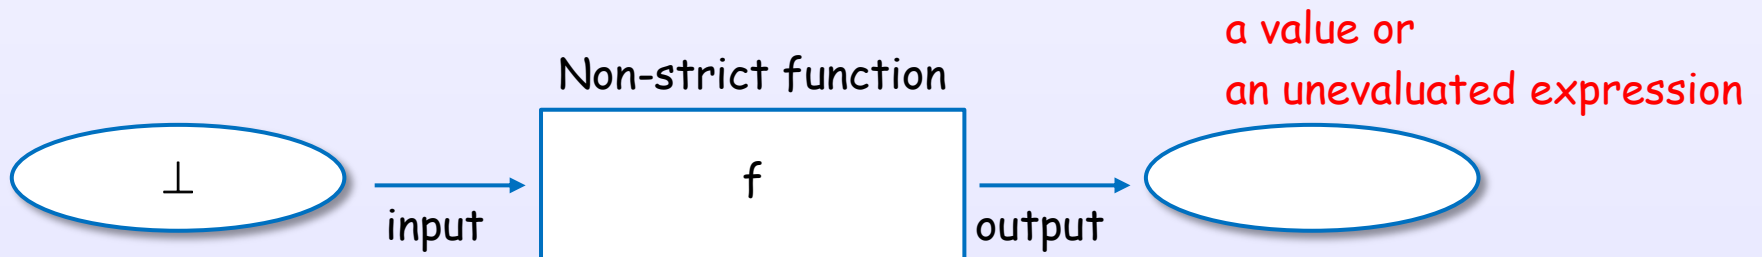 a value or
an unevaluated expression
Non-strict function
⊥
f
input
output